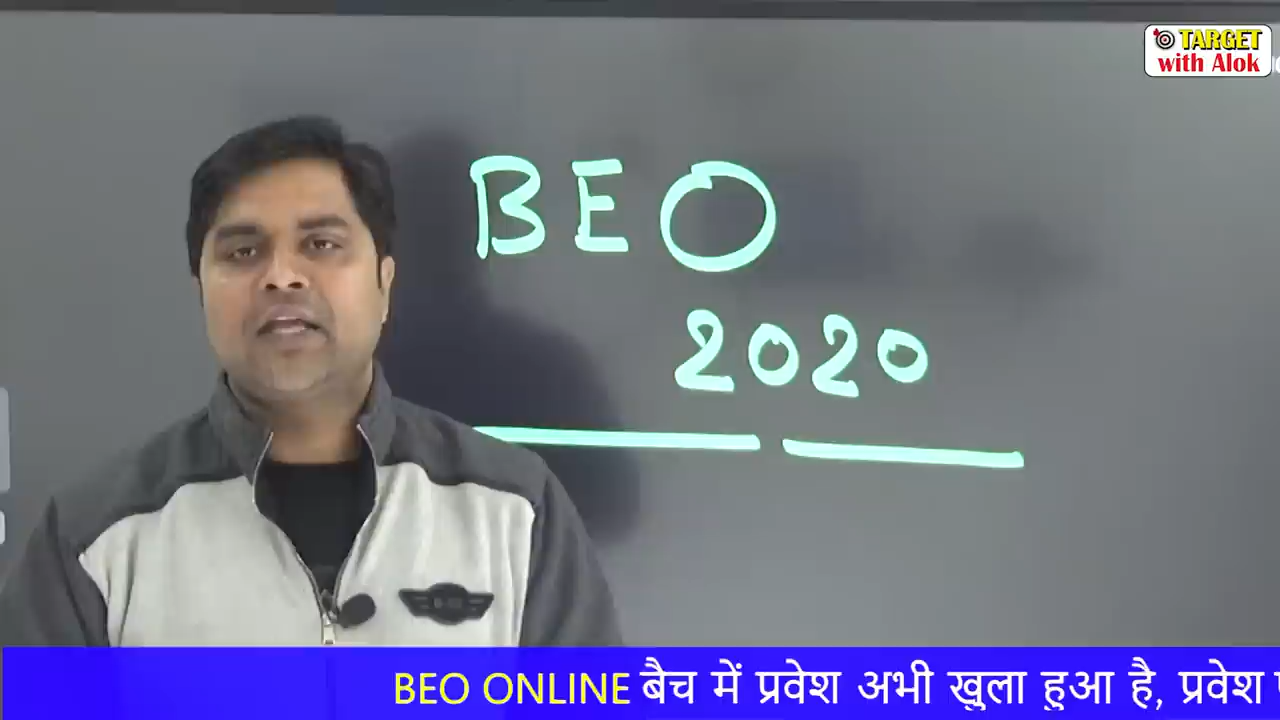 TARGET
with Alok
BEO
2020
BEO ONLINE बैच में प्रवेश अभी खुला हुआ है, प्रवेश